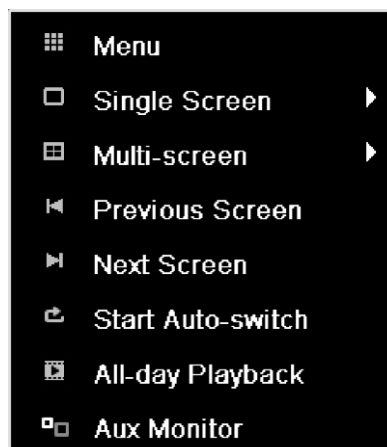 Menu
Single Screen
Multi-screen
Previous Screen
Next Screen
Start Auto-switch
All-day Playback
Aux Monitor